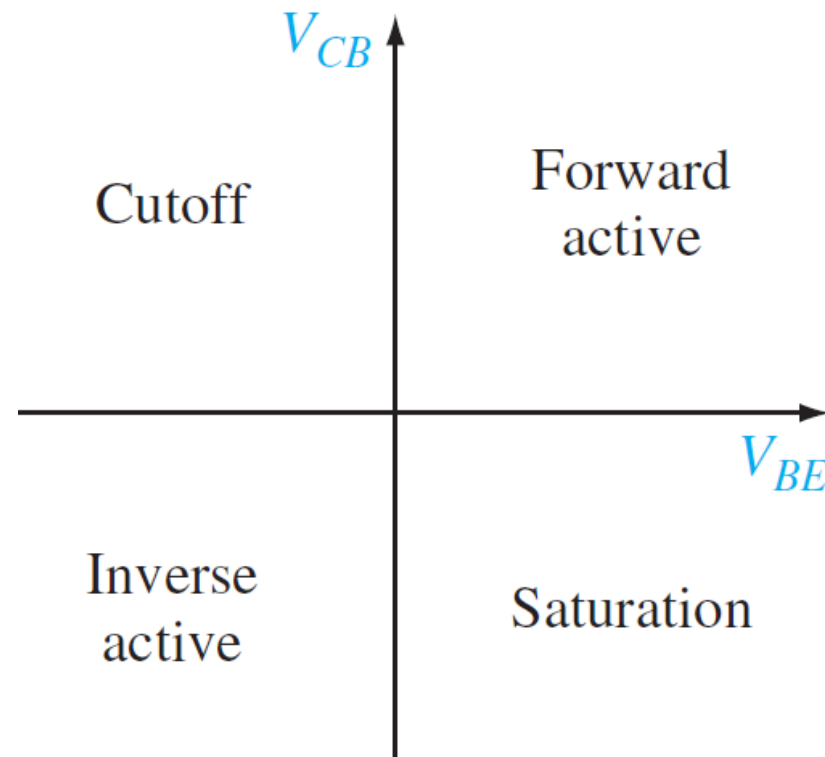 V_CB
Cutoff
Forward
active
V_BE
Inverse
active
Saturation